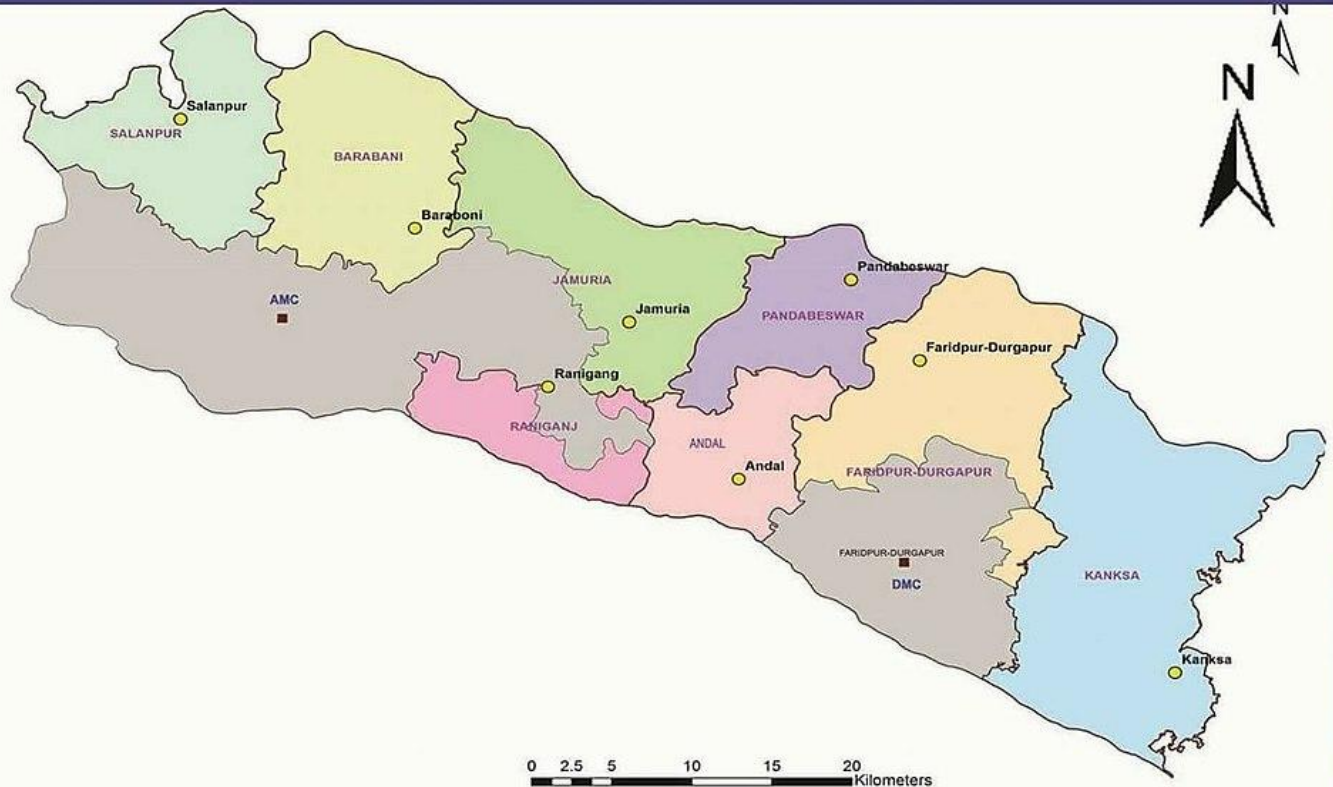 N
N
Salanpur
SALANPUR
BARABANI
Baraboni
Pandabeswar
JAMURIA
AMC
Jamuria
PANDABESWAR
Faridpur-Durgapur
Ranigang
RANIGANJ
ANDAL
Andal
FARIDPUR-DURGAPUR
FARIDPUR-DURGAPUR
DMC
KANKSA
Kanksa
0 2.5 5 10 15 20
Kilometers